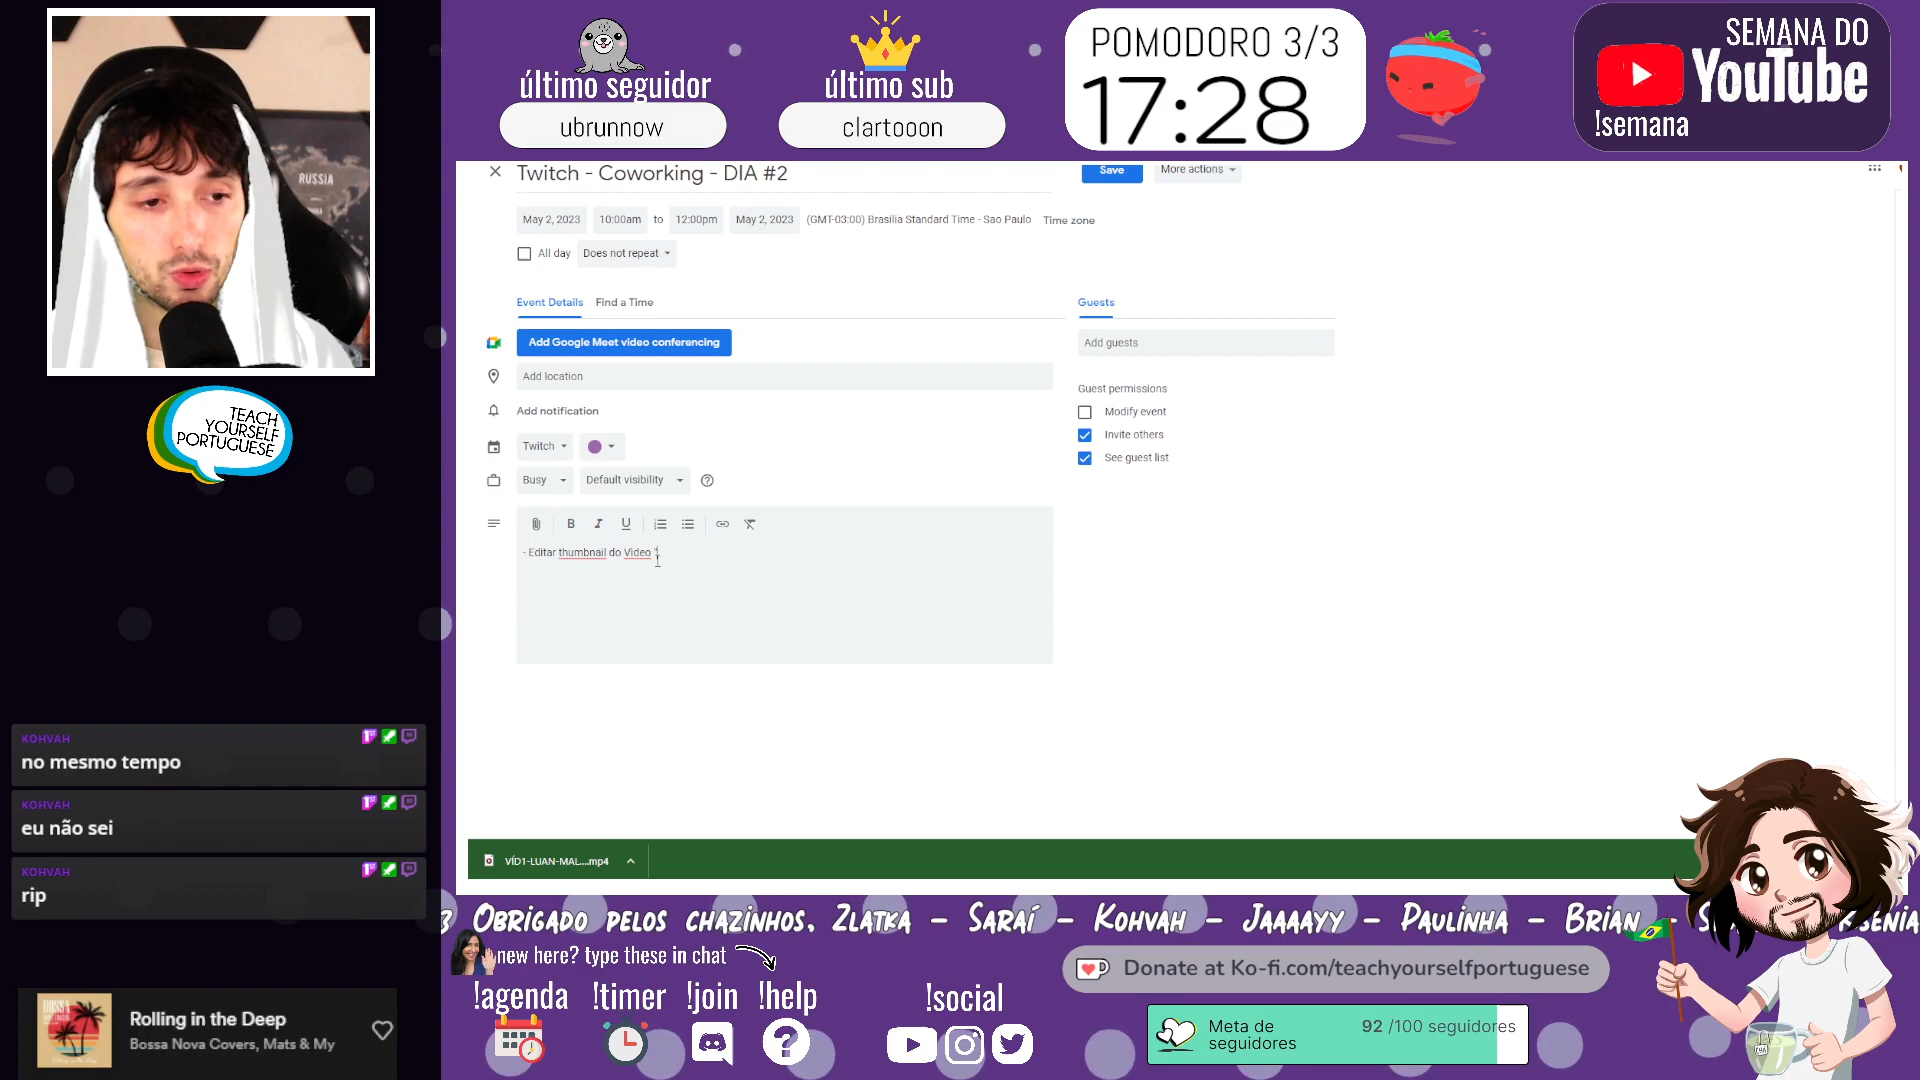 RUSSIA
TEACH
YOURSELF
PORTUGUESE
último seguidor
ubrunnow
último sub
clartooon
POMODORO 3/3
17:28
SEMANA DO
YouTube
!semana
Twitch - Coworking - DIA #2
Save
More actions
May 2, 2023 10:00am to 12:00pm May 2, 2023 (GMT-03:00) Brasilia Standard Time - Sao Paulo Time zone
All day Does not repeat
Event Details Find a Time
Guests
Add Google Meet video conferencing
Add guests
Add location
Guest permissions
Add notification
Modify event
Invite others
See guest list
Twitch
Busy Default visibility
B I U
- Editar thumbnail do Video "
KOHVAH
no mesmo tempo
KOHVAH
eu não sei
KOHVAH
rip
VÍD1-LUAN-MAL....mp4
Obrigado pelos chazinhos, Zlatka - Saraí - Kohvah - Jaaaayy - Paulinha - Brian
new here? type these in chat
!agenda !timer !join !help !social
Donate at Ko-fi.com/teachyourselfportuguese
Meta de seguidores
92 /100 seguidores
Rolling in the Deep
Bossa Nova Covers, Mats & My